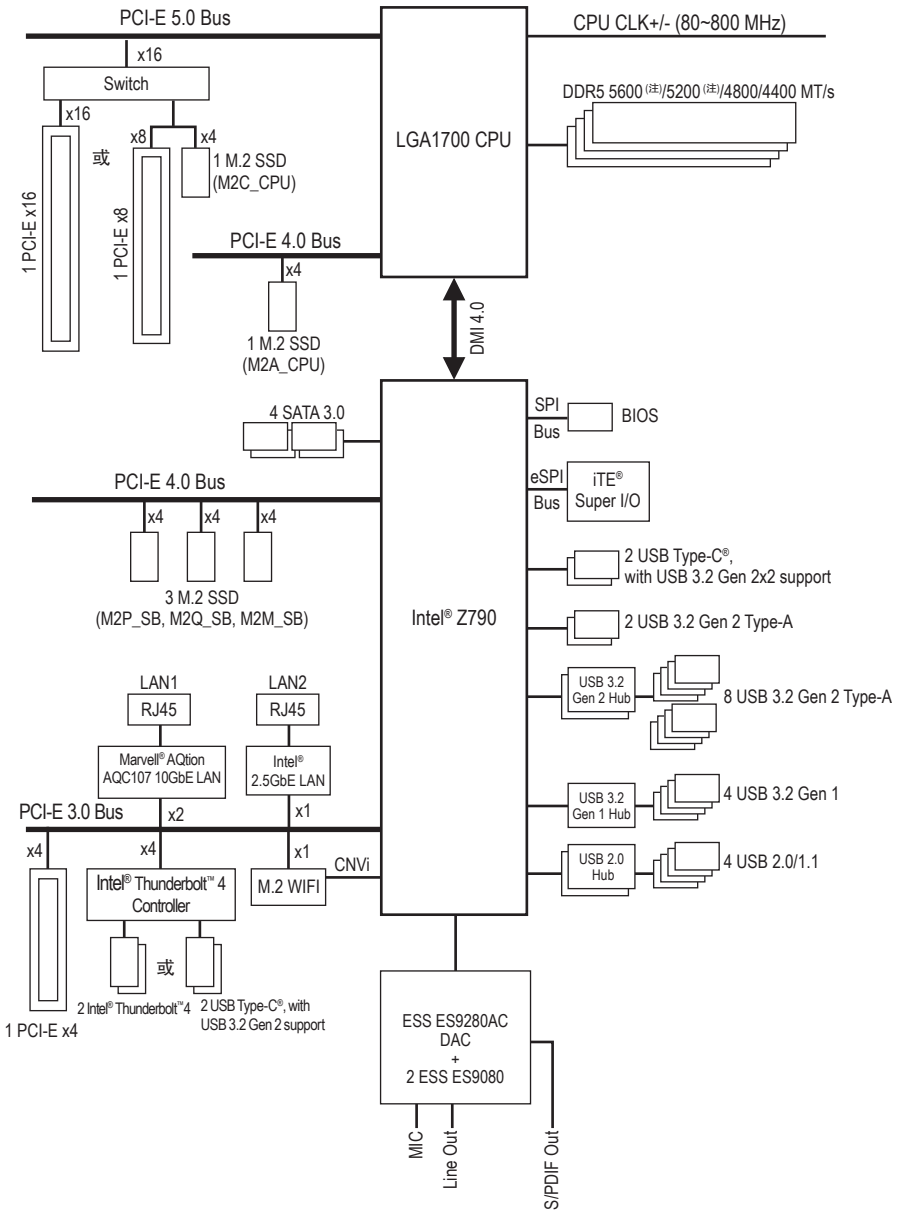 PCI-E 5.0 Bus
CPU CLK+/- (80~800 MHz)
x16
Switch
DDR5 5600 (注)/5200 (注)/4800/4400 MT/s
x16
x8
x4
或
LGA1700 CPU
1 M.2 SSD
(M2C_CPU)
1 PCI-E x16
1 PCI-E x8
PCI-E 4.0 Bus
x4
1 M.2 SSD
(M2A_CPU)
DMI 4.0
4 SATA 3.0
SPI
Bus
BIOS
PCI-E 4.0 Bus
eSPI
Bus
iTE®
Super I/O
x4
x4
x4
3 M.2 SSD
(M2P_SB, M2Q_SB, M2M_SB)
2 USB Type-C®,
with USB 3.2 Gen 2x2 support
Intel® Z790
2 USB 3.2 Gen 2 Type-A
LAN1
RJ45
LAN2
RJ45
USB 3.2
Gen 2 Hub
8 USB 3.2 Gen 2 Type-A
Marvell® AQtion
AQC107 10GbE LAN
Intel®
2.5GbE LAN
PCI-E 3.0 Bus
x2
x1
USB 3.2
Gen 1 Hub
4 USB 3.2 Gen 1
x4
x4
x1
CNVi
Intel® Thunderbolt™ 4
Controller
M.2 WIFI
USB 2.0
Hub
4 USB 2.0/1.1
或
2 Intel® Thunderbolt™4
2 USB Type-C®, with
USB 3.2 Gen 2 support
1 PCI-E x4
ESS ES9280AC
DAC
+
2 ESS ES9080
MIC
Line Out
S/PDIF Out